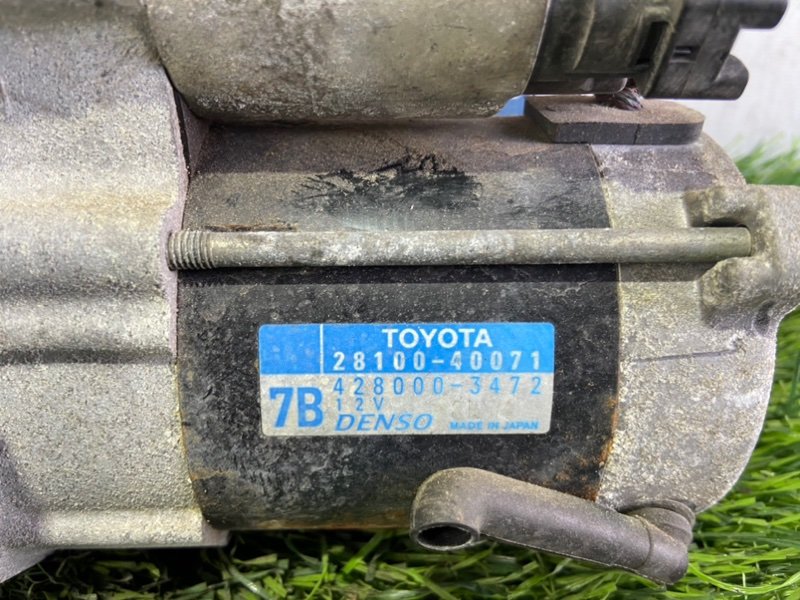 TOYOTA
28100-40071
428000-3472
7B
12V
DENSO MADE IN JAPAN